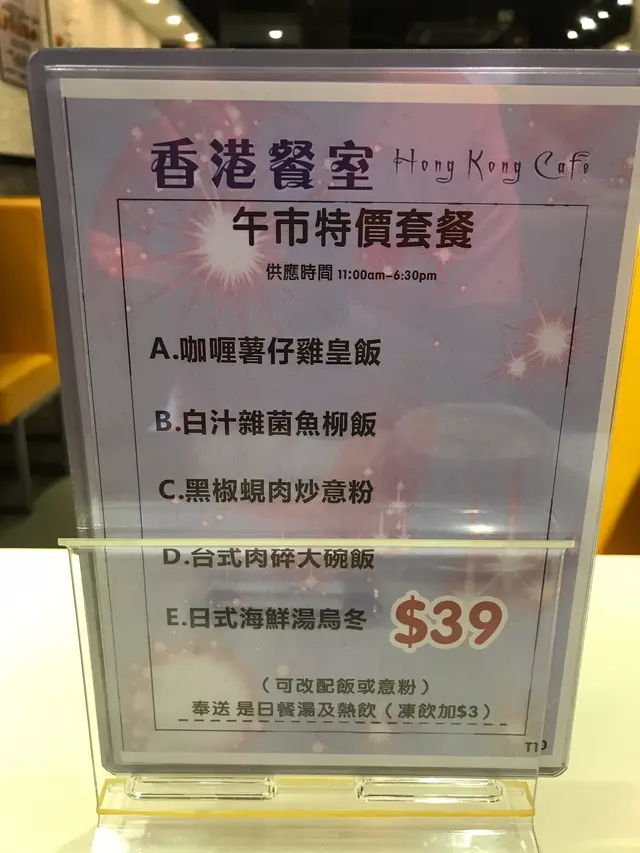 香港餐室 Hong Kong Cafe
午市特價套餐
供應時間 11:00am-6:30pm
A.咖喱薯仔雞皇飯
B.白汁雜菌魚柳飯
C.黑椒蜆肉炒意粉
D.台式肉碎大碗飯
E.日式海鮮湯烏冬 $39
（可改配飯或意粉）
奉送 是日餐湯及熱飲（凍飲加$3）
T10